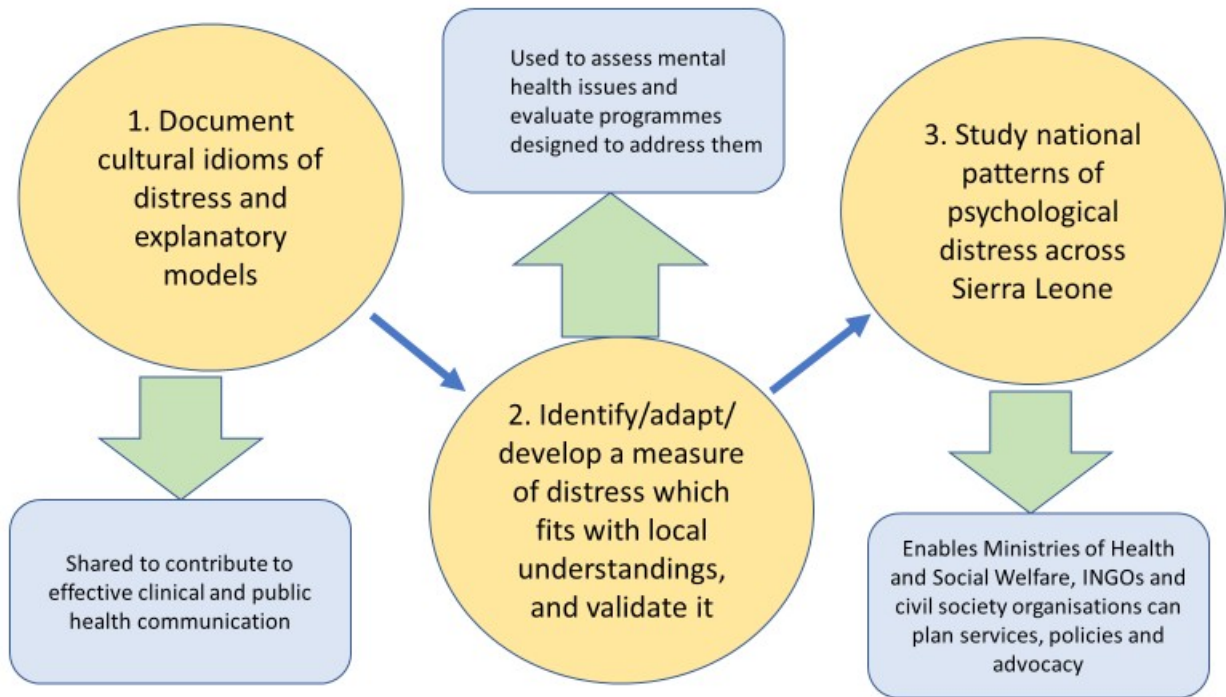 1. Document
cultural idioms of
distress and
explanatory
models
Shared to contribute to
effective clinical and public
health communication
Used to assess mental
health issues and
evaluate programmes
designed to address them
2. Identify/adapt/
develop a measure
of distress which
fits with local
understandings,
and validate it
3. Study national
patterns of
psychological
distress across
Sierra Leone
Enables Ministries of Health
and Social Welfare, INGOs and
civil society organisations can
plan services, policies and
advocacy